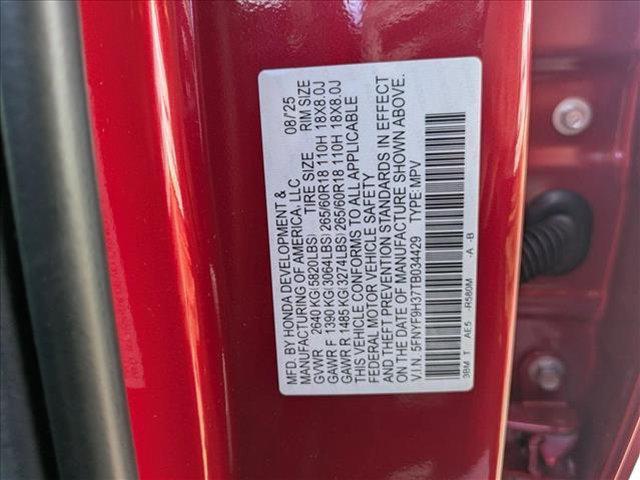 MFD. BY HONDA DEVELOPMENT & 08/'25
MANUFACTURING OF AMERICA, LLC
GVWR 2640 KG(5820LBS) TIRE SIZE RIM SIZE
GAWR F 1390 KG(3064LBS) 265/60R18 110H 18X8.0J
GAWR R 1485 KG(3274LBS) 265/60R18 110H 18X8.0J
THIS VEHICLE CONFORMS TO ALL APPLICABLE
FEDERAL MOTOR VEHICLE SAFETY
AND THEFT PREVENTION STANDARDS IN EFFECT
ON THE DATE OF MANUFACTURE SHOWN ABOVE.
V.I.N. 5FNYF9H37TB034429 TYPE:MPV
3BM T AE5 -R580M -A -B